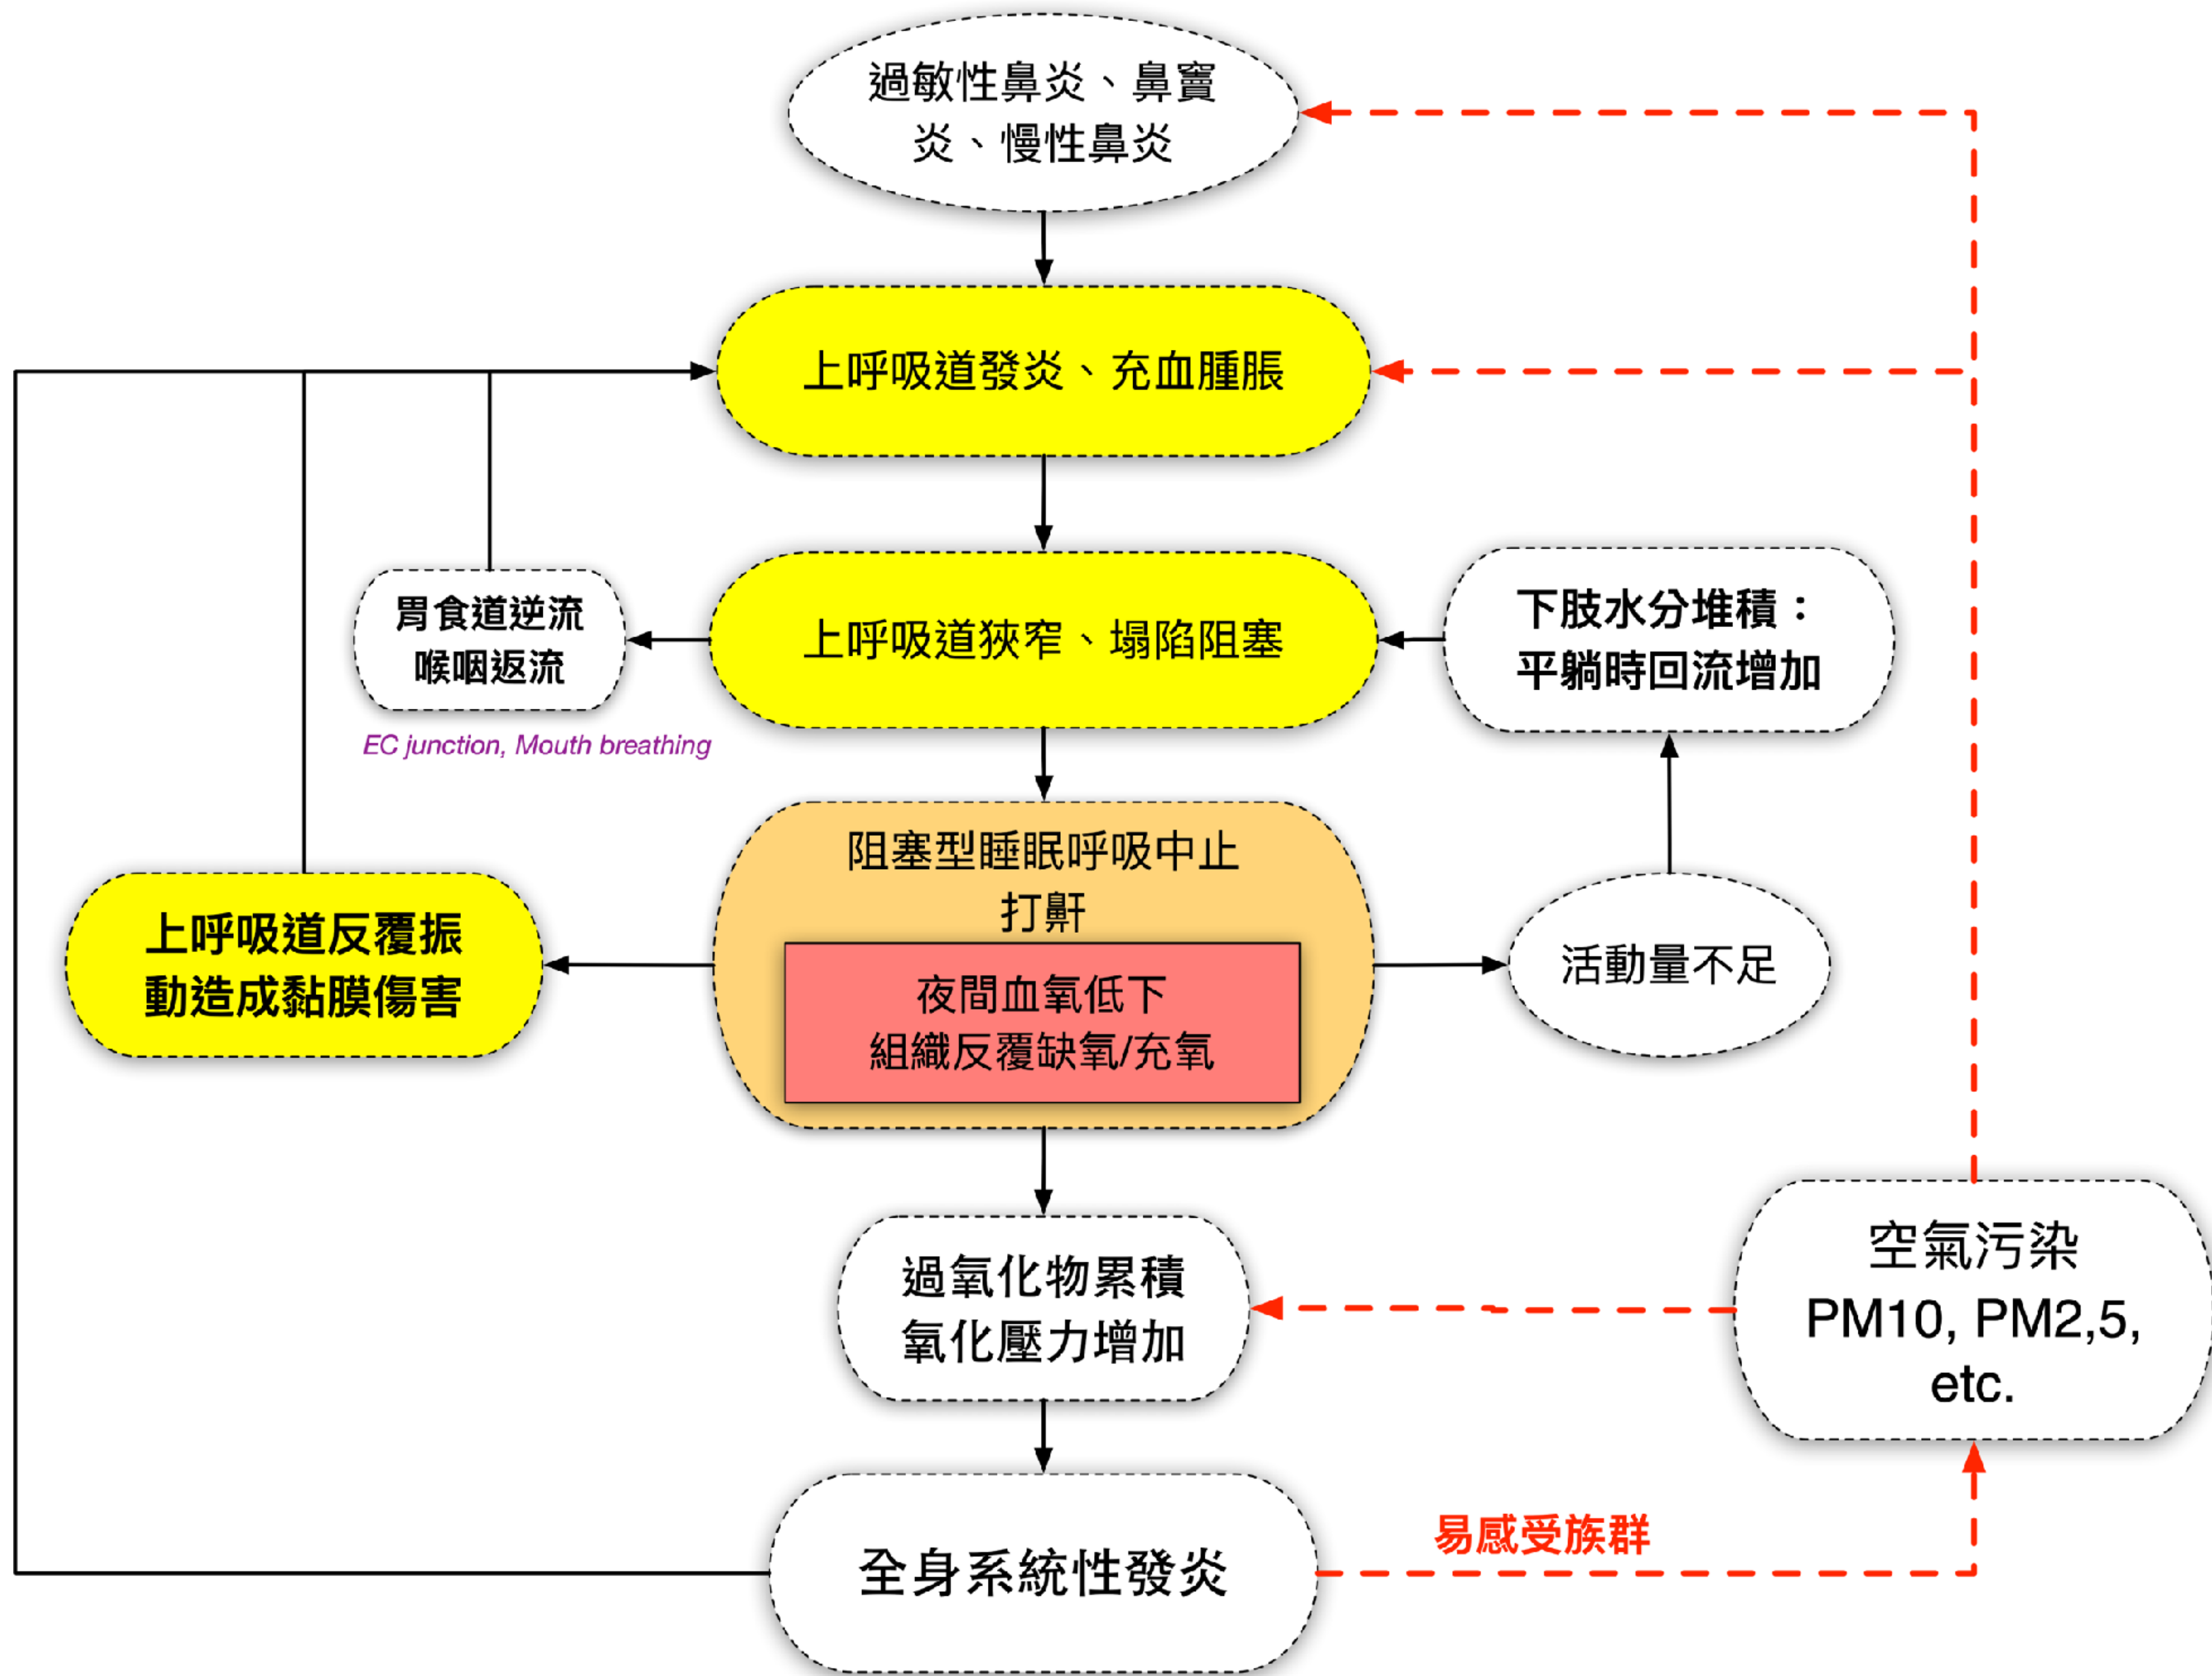 過敏性鼻炎、鼻竇
炎、慢性鼻炎
上呼吸道發炎、充血腫脹
胃食道逆流
喉咽返流
上呼吸道狹窄、塌陷阻塞
下肢水分堆積：
平躺時回流增加
EC junction, Mouth breathing
阻塞型睡眠呼吸中止
打鼾
夜間血氧低下
組織反覆缺氧/充氧
上呼吸道反覆振
動造成黏膜傷害
活動量不足
過氧化物累積
氧化壓力增加
空氣污染
PM10, PM2,5,
etc.
易感受族群
全身系統性發炎